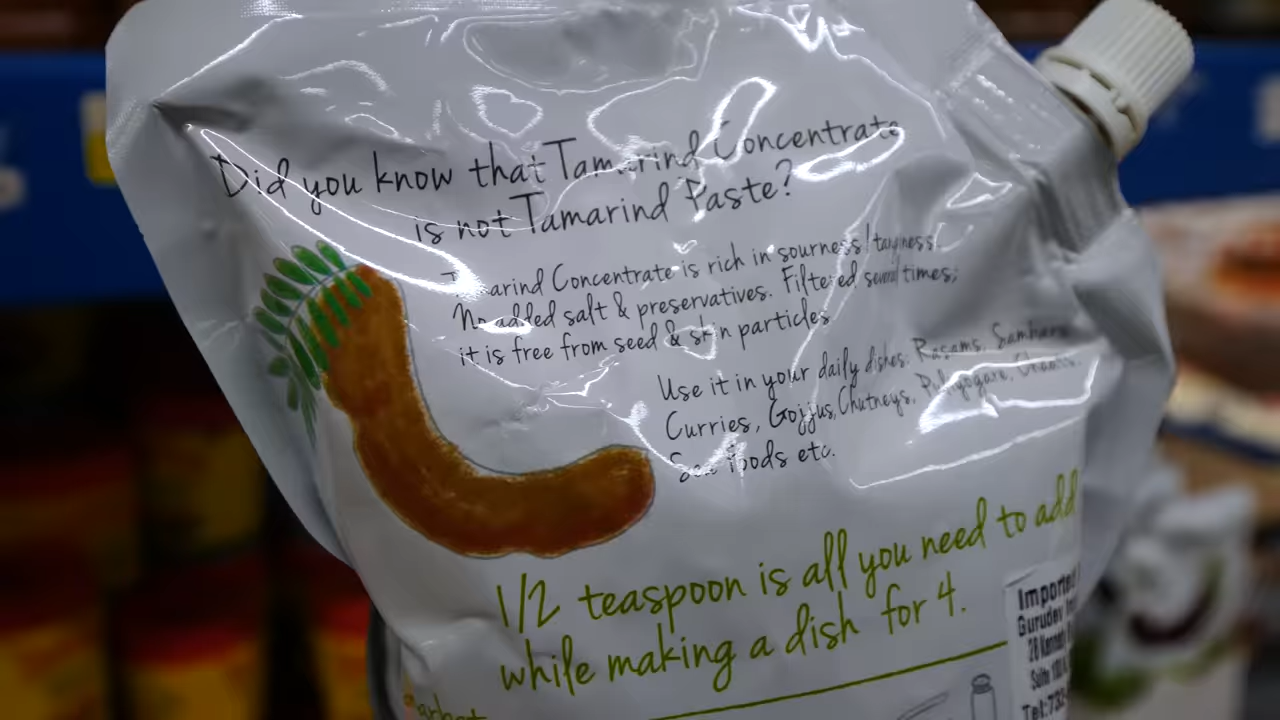 Did you know that Tamarind Concentrate
is not Tamarind Paste?
Tamarind Concentrate is rich in sourness/tanginess.
No added salt & preservatives. Filtered several times;
it is free from seed & skin particles
Use it in your daily dishes: Rasams, Sambars,
Curries, Gojjus, Chutneys, Puliyogare,
Sea foods etc.
1/2 teaspoon is all you need to add
while making a dish for 4.
Imported
Gurudev
Tel:732